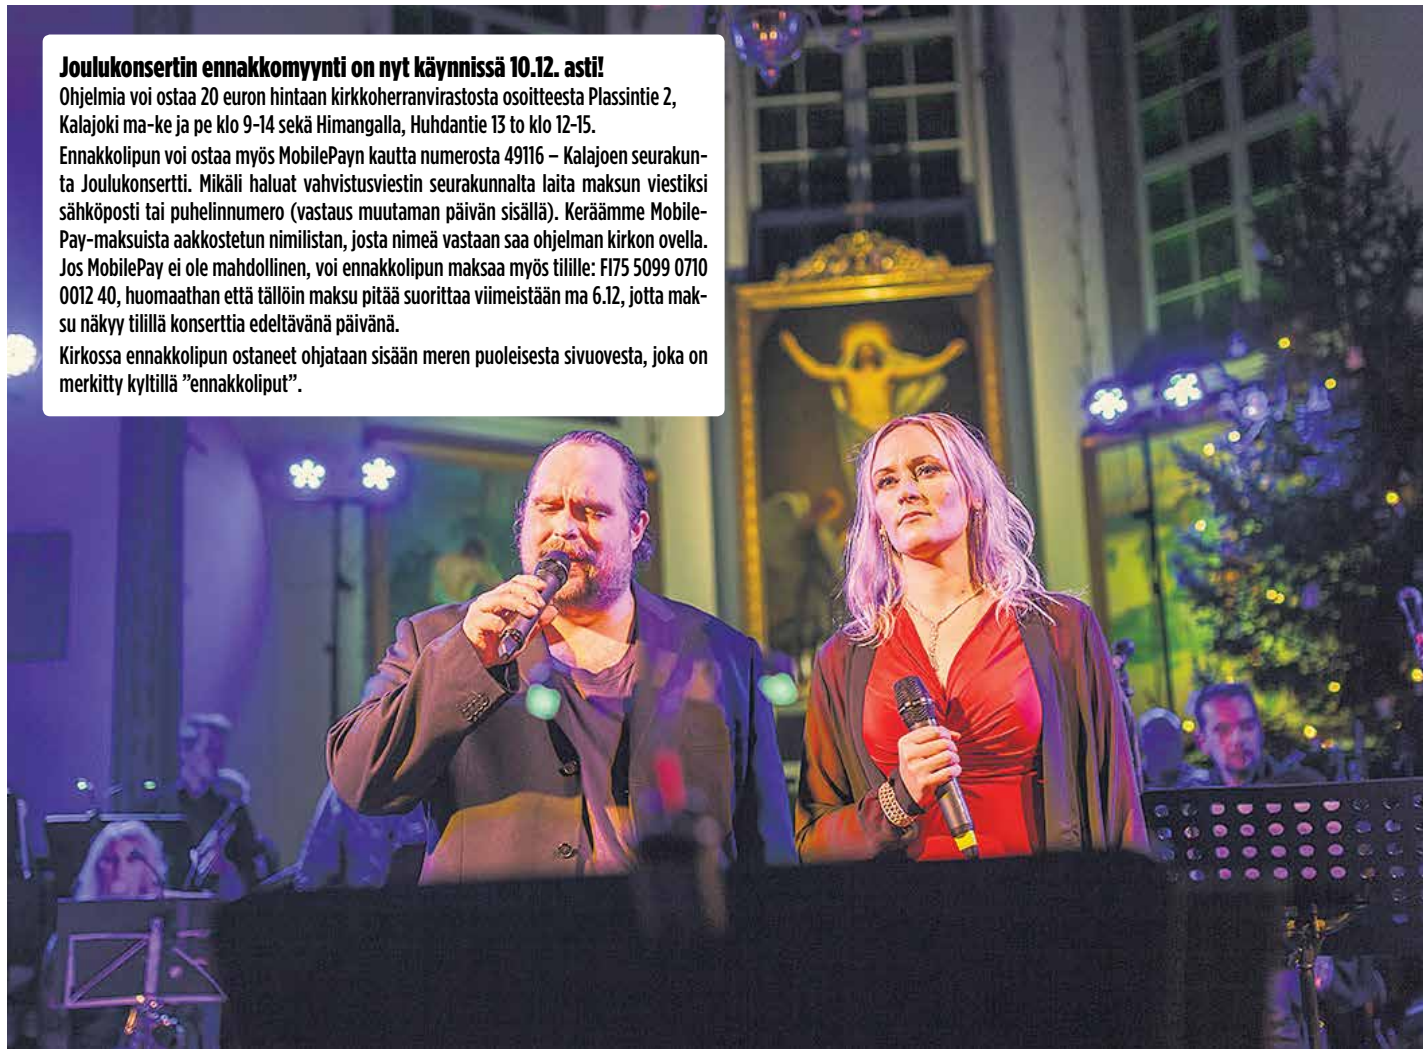 Joulukonsertin ennakkomyynti on nyt käynnissä 10.12. asti!
Ohjelmia voi ostaa 20 euron hintaan kirkkoherranvirastosta osoitteesta Plassintie 2,
Kalajoki ma-ke ja pe klo 9-14 sekä Himangalla, Huhdantie 13 to klo 12-15.
Ennakkolipun voi ostaa myös MobilePayn kautta numerosta 49116 – Kalajoen seurakun-
ta Joulukonsertti. Mikäli haluat vahvistusviestin seurakunnalta laita maksun viestiksi
sähköposti tai puhelinnumero (vastaus muutaman päivän sisällä). Keräämme Mobile-
Pay-maksuista aakkostetun nimilistan, josta nimeä vastaan saa ohjelman kirkon ovella.
Jos MobilePay ei ole mahdollinen, voi ennakkolipun maksaa myös tilille: FI75 5099 0710
0012 40, huomaathan että tällöin maksu pitää suorittaa viimeistään ma 6.12, jotta mak-
su näkyy tilillä konserttia edeltävänä päivänä.
Kirkossa ennakkolipun ostaneet ohjataan sisään meren puoleisesta sivuovesta, joka on
merkitty kyltillä ”ennakkoliput”.